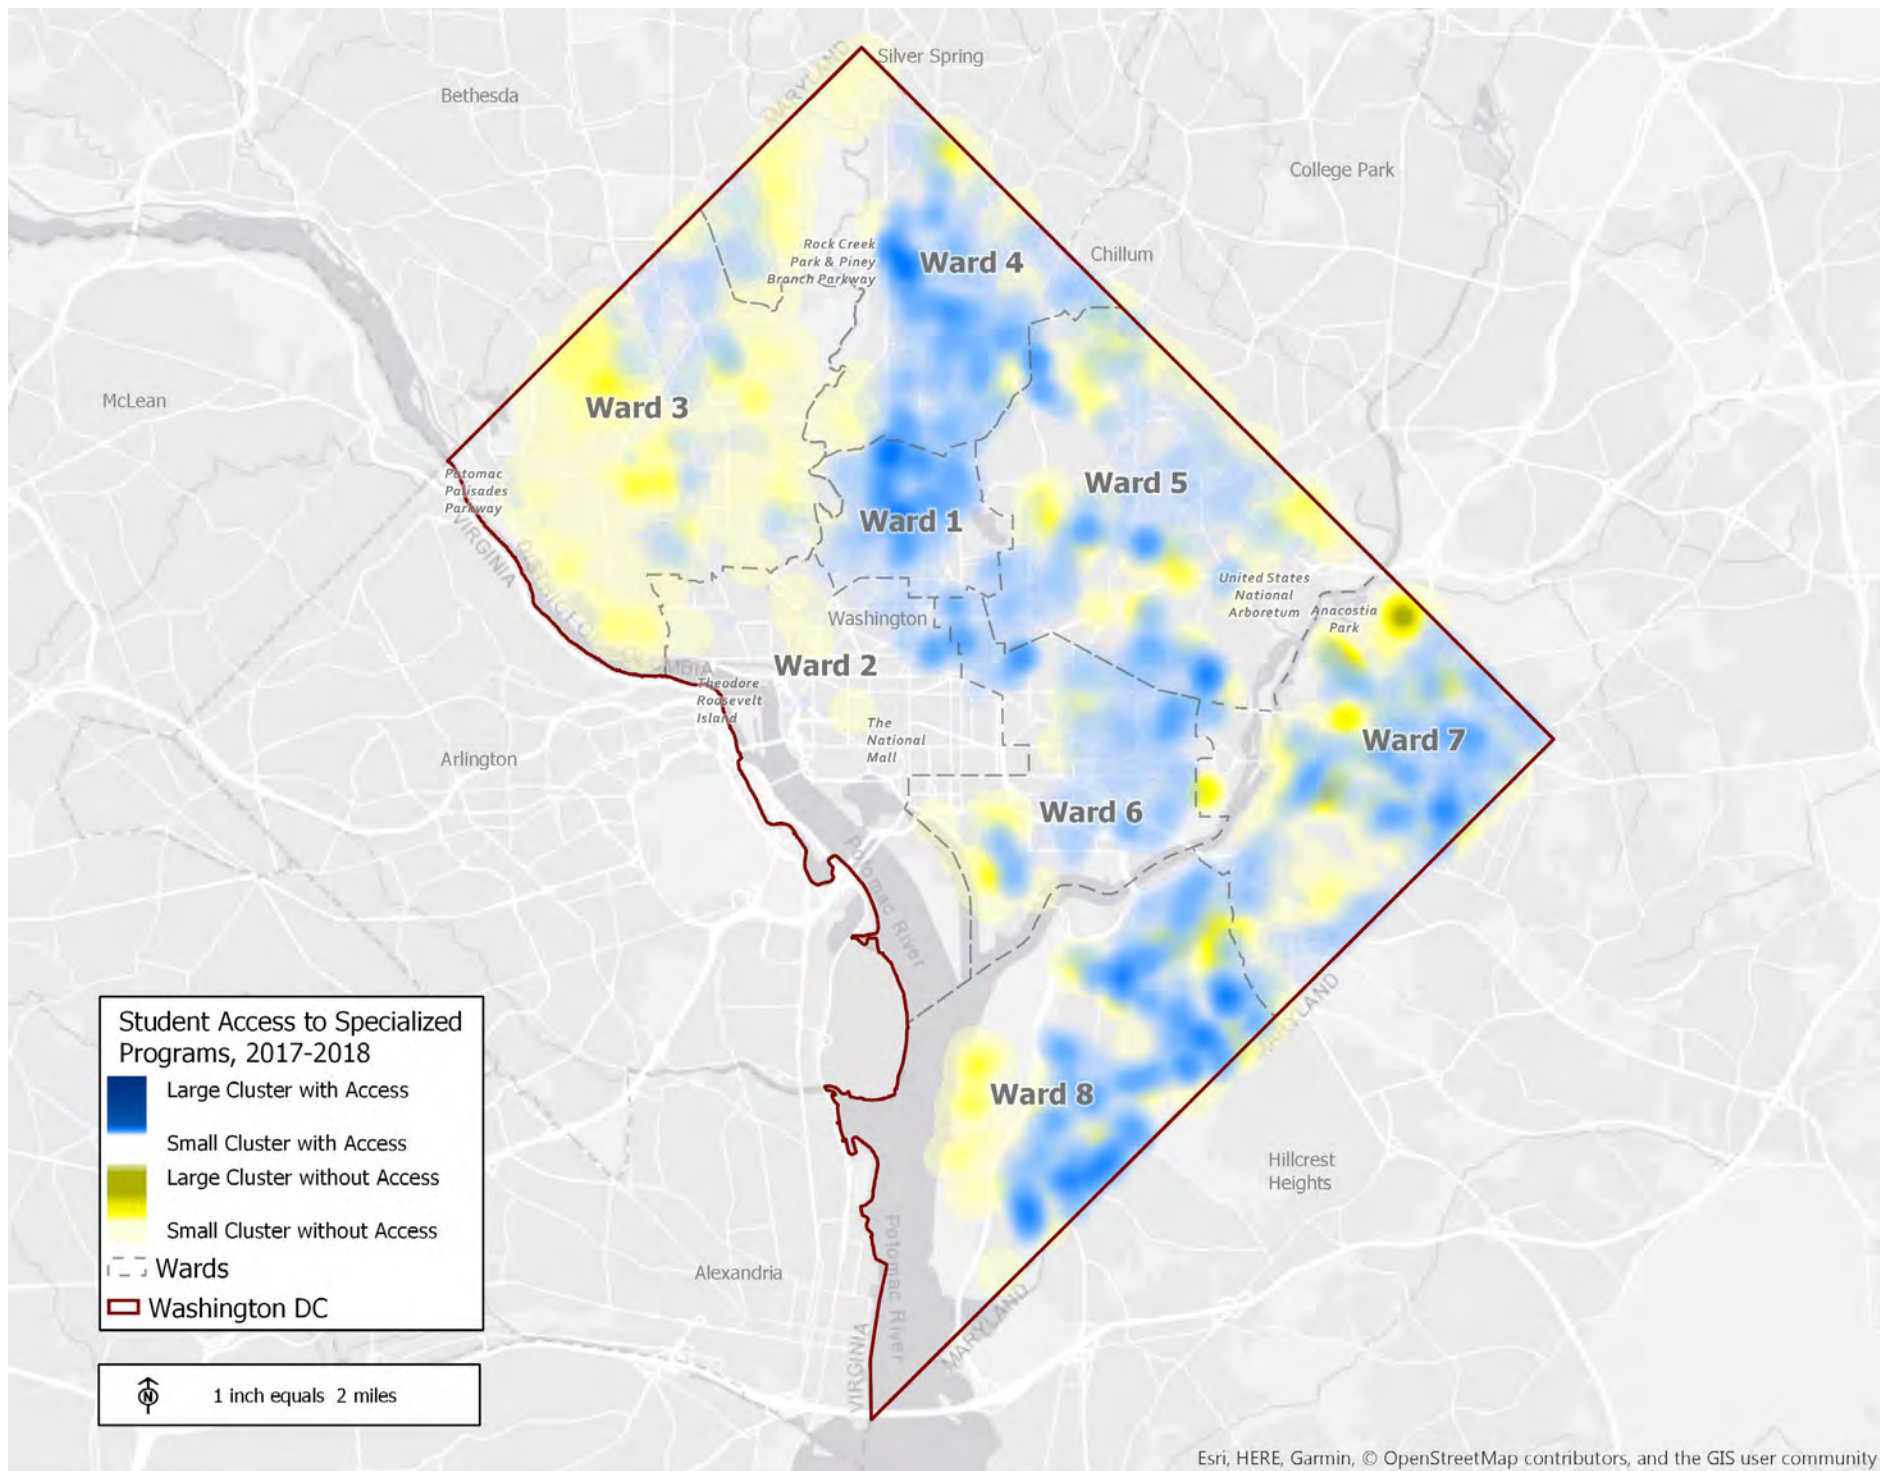 Silver Spring
MARYLAND
Bethesda
College Park
Rock Creek
Park & Piney
Branch Parkway
Ward 4
Chillum
McLean
Ward 3
Potomac
Palisades
Parkway
Ward 5
Ward 1
VIRGINIA
DISTRICT OF COLUMBIA
United States
National
Arboretum
Anacostia
Park
Washington
Ward 2
Theodore
Roosevelt
Island
The
National
Mall
Ward 7
Arlington
Ward 6
Potomac River
MARYLAND
Ward 8
Hillcrest
Heights
Alexandria
Potomac River
VIRGINIA
MARYLAND
Student Access to Specialized
Programs, 2017-2018
Large Cluster with Access
Small Cluster with Access
Large Cluster without Access
Small Cluster without Access
Wards
Washington DC
N
1 inch equals 2 miles
Esri, HERE, Garmin, © OpenStreetMap contributors, and the GIS user community